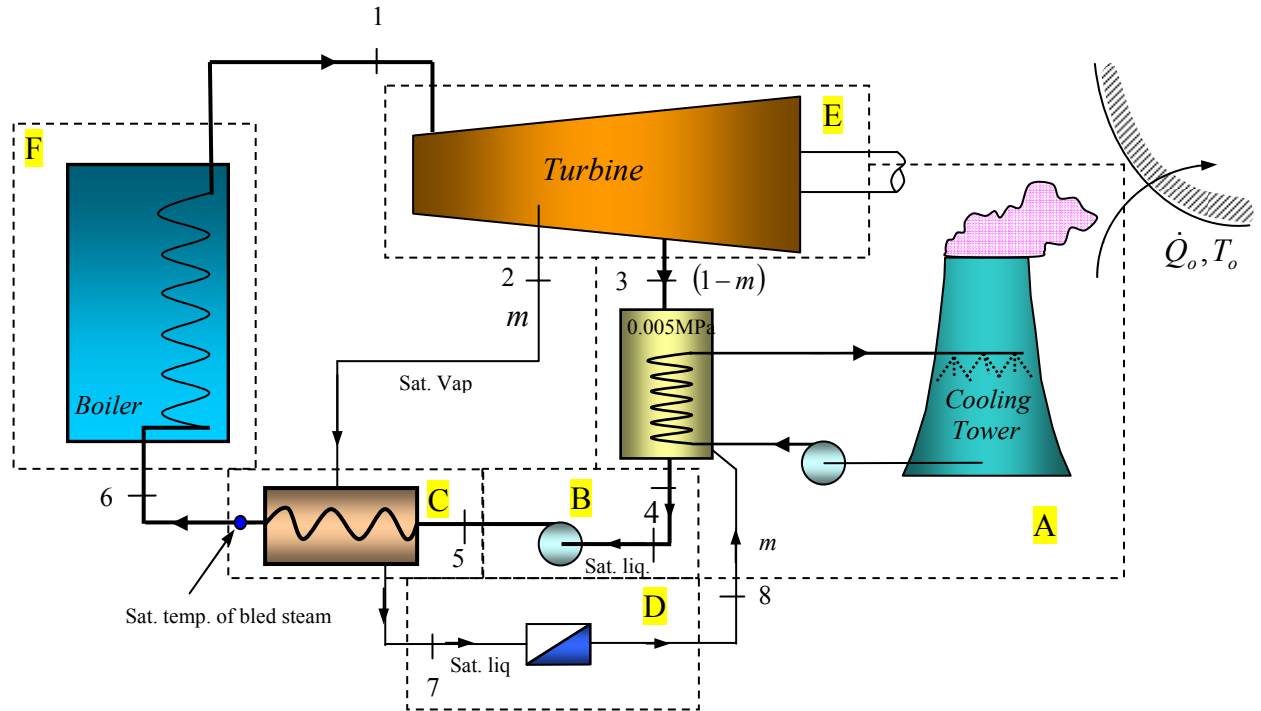 1
F
E
Turbine
2
3
(1 − m)
m
0.005MPa
Q̇o, To
Sat. Vap
Boiler
Cooling
Tower
6
C
B
4
A
5
Sat. liq.
m
D
8
Sat. temp. of bled steam
Sat. liq
7